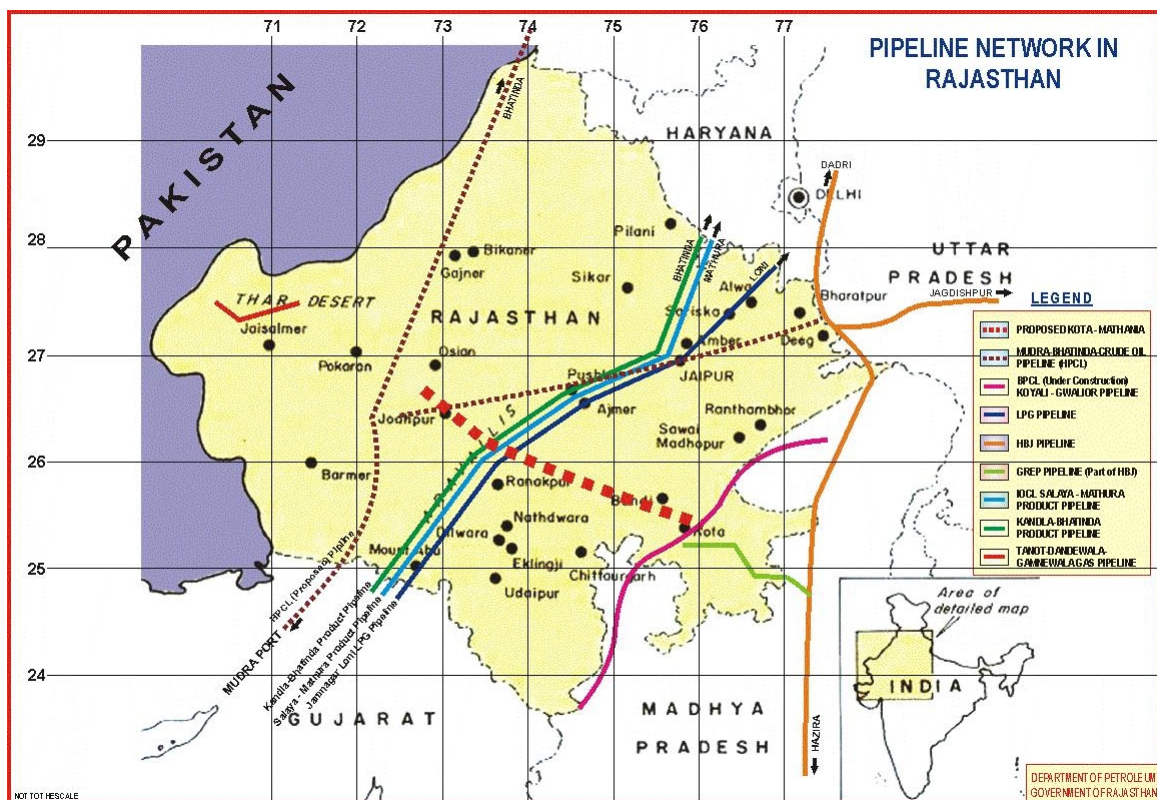 71 72 73 74 75 76 77
PIPELINE NETWORK IN
RAJASTHAN
PAKISTAN
BHATINDA
HARYANA
29
DADRI
DELHI
28
Pilani
BHATINDA
MATHURA
LONI
UTTAR
PRADESH
JAGDISHPUR
Bikaner
Gajner
Sikar
Alwa
Bharatpur
THAR DESERT
Jaisalmer
RAJASTHAN
Sariska
Deeg
27
Pokaran
Osian
Amber
JAIPUR
Pushkar
Ajmer
Jodhpur
Ranthambhor
Sawai
Madhopur
26
Barmer
Ranakpur
Bundi
Kota
Nathdwara
Dilwara
Eklingji
Mount Abu
Chittaurgarh
Udaipur
25
HPCL (Proposed) Pipline
MUDRA PORT
Kandla-Bhatinda Product Pipeline
Salaya - Mathura Product Pipeline
Jamnagar Loni LPG Pipeline
24
GUJARAT
MADHYA
PRADESH
HAZIRA
LEGEND
PROPOSED KOTA - MATHANIA
MUDRA-BHATINDA-CRUDE OIL
PIPELINE (HPCL)
BPCL (Under Construction)
KOYALI - GWALIOR PIPELINE
LPG PIPELINE
HBJ PIPELINE
GREP PIPELINE (Part of HBJ)
IOCL SALAYA - MATHURA
PRODUCT PIPELINE
KANDLA-BHATINDA
PRODUCT PIPELINE
TANOT-DANDEWALA-
GAMNEWALA GAS PIPELINE
Area of
detailed map
INDIA
NOT TOT HESCALE
DEPARTMENT OF PETROLEUM
GOVERNMENT OF RAJASTHAN